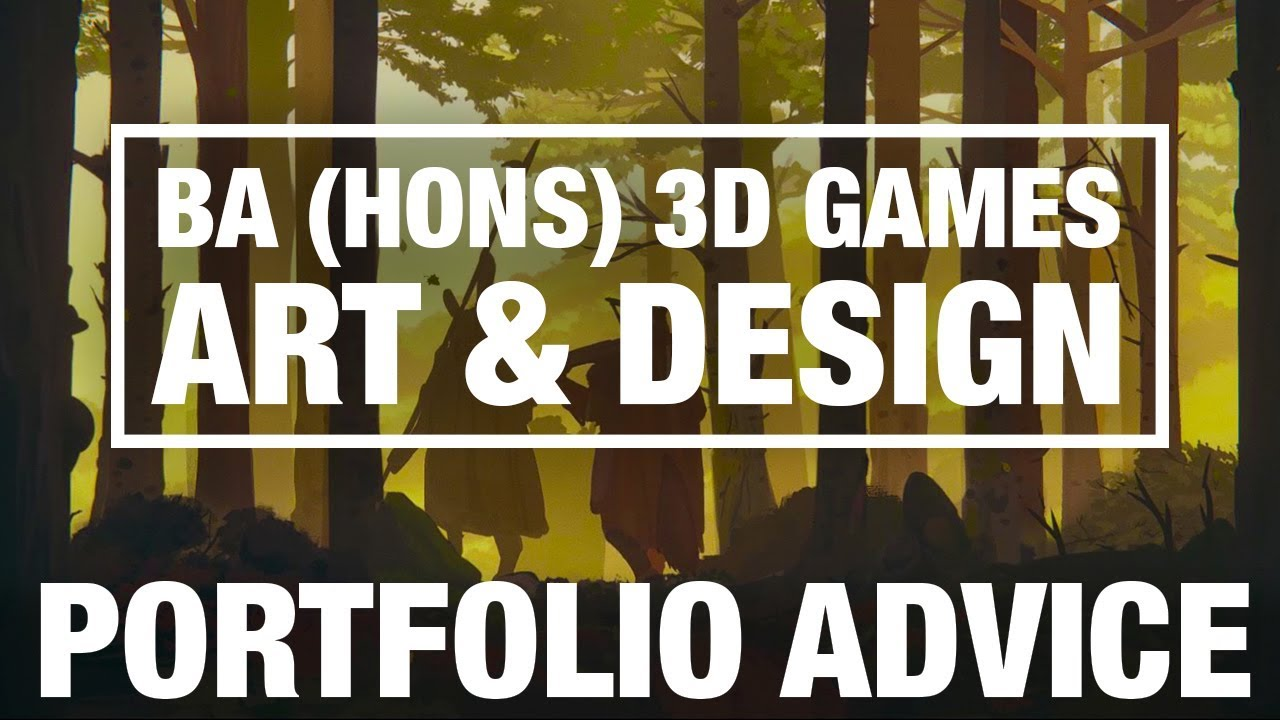 BA (HONS) 3D GAMES
ART & DESIGN
PORTFOLIO ADVICE